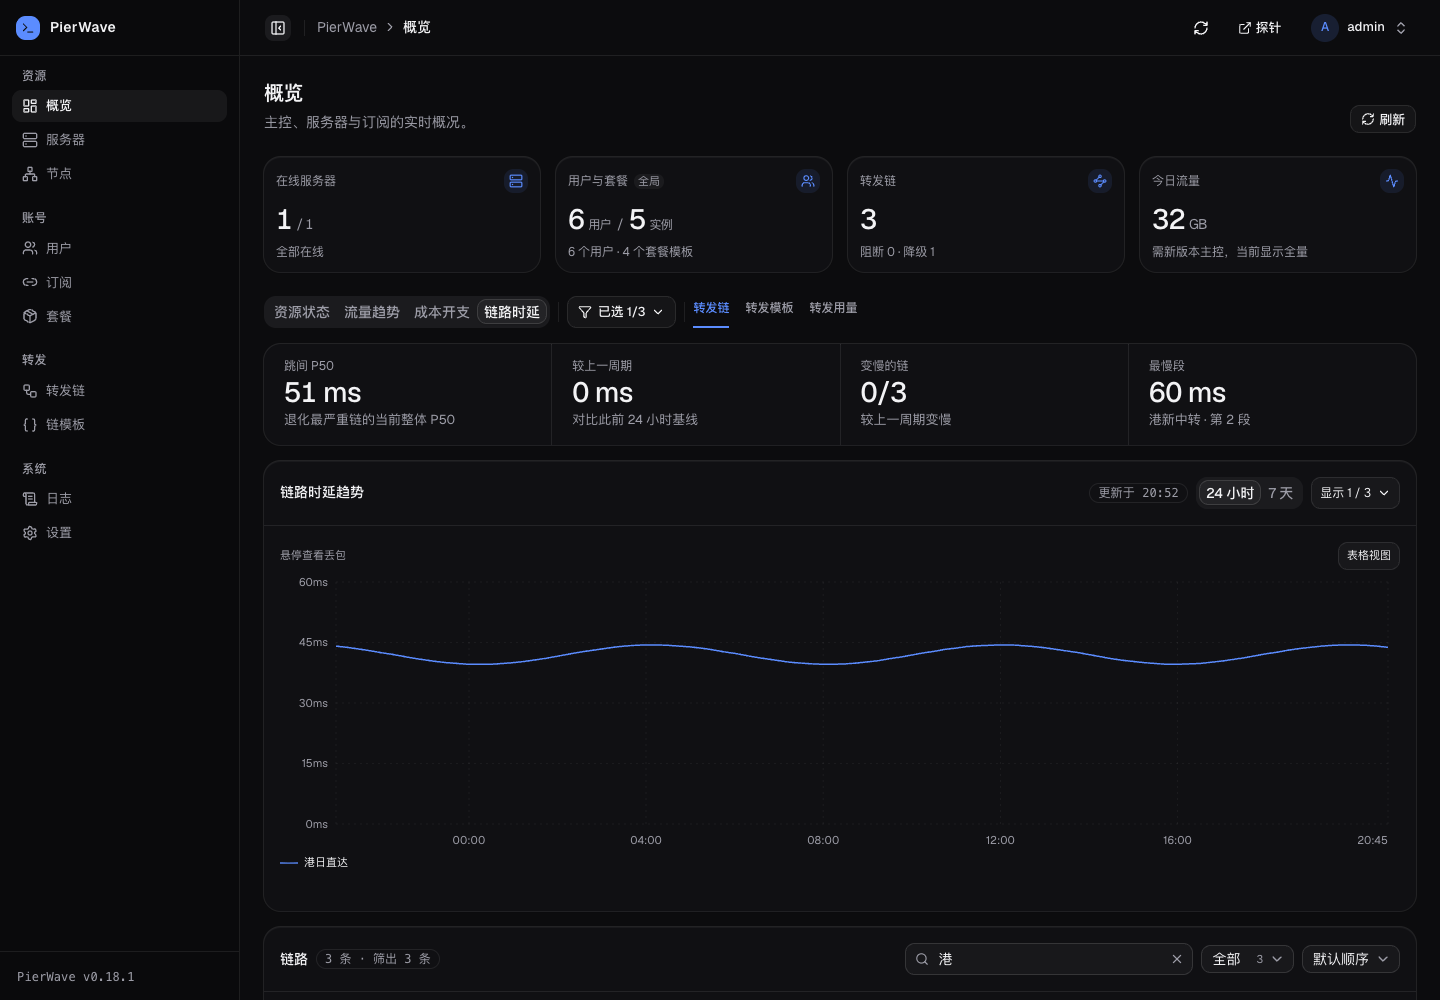 PierWave
PierWave > 概览
探针
A admin
资源
概览
服务器
节点
账号
用户
订阅
套餐
转发
转发链
链模板
系统
日志
设置
PierWave v0.18.1
概览
主控、服务器与订阅的实时概况。
刷新
在线服务器
1 / 1
全部在线
用户与套餐 全局
6 用户 / 5 实例
6 个用户 · 4 个套餐模板
转发链
3
阻断 0 · 降级 1
今日流量
32 GB
需新版本主控，当前显示全量
资源状态 流量趋势 成本开支 链路时延
已选 1/3
转发链 转发模板 转发用量
跳间 P50
51 ms
退化最严重链的当前整体 P50
较上一周期
0 ms
对比此前 24 小时基线
变慢的链
0/3
较上一周期变慢
最慢段
60 ms
港新中转 · 第 2 段
链路时延趋势
更新于 20:52
24 小时 7 天
显示 1 / 3
悬停查看丢包
表格视图
60ms
45ms
30ms
15ms
0ms
00:00 04:00 08:00 12:00 16:00 20:45
港日直达
链路 3 条 · 筛出 3 条
港
全部 3
默认顺序